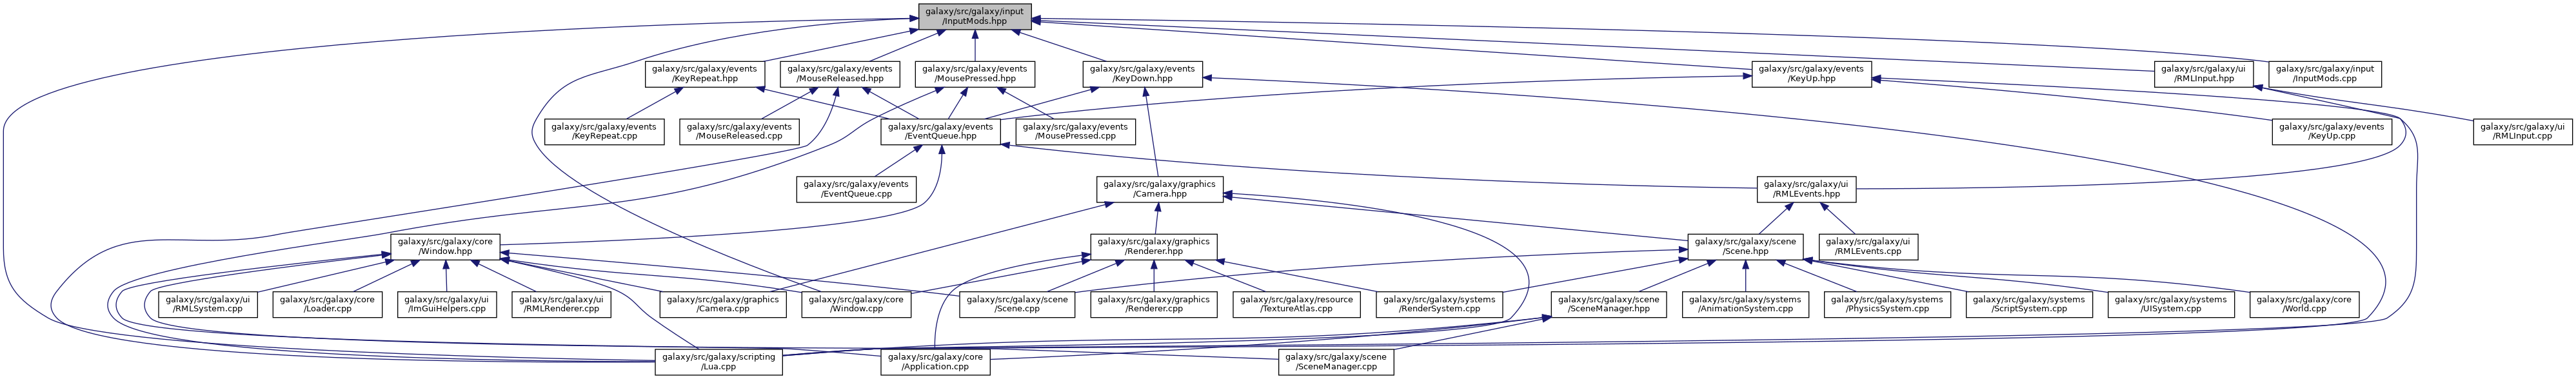 galaxy/src/galaxy/input
/InputMods.hpp
galaxy/src/galaxy/events
/KeyRepeat.hpp
galaxy/src/galaxy/events
/MouseReleased.hpp
galaxy/src/galaxy/events
/MousePressed.hpp
galaxy/src/galaxy/events
/KeyDown.hpp
galaxy/src/galaxy/events
/KeyUp.hpp
galaxy/src/galaxy/ui
/RMLInput.hpp
galaxy/src/galaxy/input
/InputMods.cpp
galaxy/src/galaxy/events
/KeyRepeat.cpp
galaxy/src/galaxy/events
/MouseReleased.cpp
galaxy/src/galaxy/events
/EventQueue.hpp
galaxy/src/galaxy/events
/MousePressed.cpp
galaxy/src/galaxy/events
/KeyUp.cpp
galaxy/src/galaxy/ui
/RMLInput.cpp
galaxy/src/galaxy/events
/EventQueue.cpp
galaxy/src/galaxy/graphics
/Camera.hpp
galaxy/src/galaxy/ui
/RMLEvents.hpp
galaxy/src/galaxy/core
/Window.hpp
galaxy/src/galaxy/graphics
/Renderer.hpp
galaxy/src/galaxy/scene
/Scene.hpp
galaxy/src/galaxy/ui
/RMLEvents.cpp
galaxy/src/galaxy/ui
/RMLSystem.cpp
galaxy/src/galaxy/core
/Loader.cpp
galaxy/src/galaxy/ui
/ImGuiHelpers.cpp
galaxy/src/galaxy/ui
/RMLRenderer.cpp
galaxy/src/galaxy/graphics
/Camera.cpp
galaxy/src/galaxy/core
/Window.cpp
galaxy/src/galaxy/scene
/Scene.cpp
galaxy/src/galaxy/graphics
/Renderer.cpp
galaxy/src/galaxy/resource
/TextureAtlas.cpp
galaxy/src/galaxy/systems
/RenderSystem.cpp
galaxy/src/galaxy/scene
/SceneManager.hpp
galaxy/src/galaxy/systems
/AnimationSystem.cpp
galaxy/src/galaxy/systems
/PhysicsSystem.cpp
galaxy/src/galaxy/systems
/ScriptSystem.cpp
galaxy/src/galaxy/systems
/UISystem.cpp
galaxy/src/galaxy/core
/World.cpp
galaxy/src/galaxy/scripting
/Lua.cpp
galaxy/src/galaxy/core
/Application.cpp
galaxy/src/galaxy/scene
/SceneManager.cpp